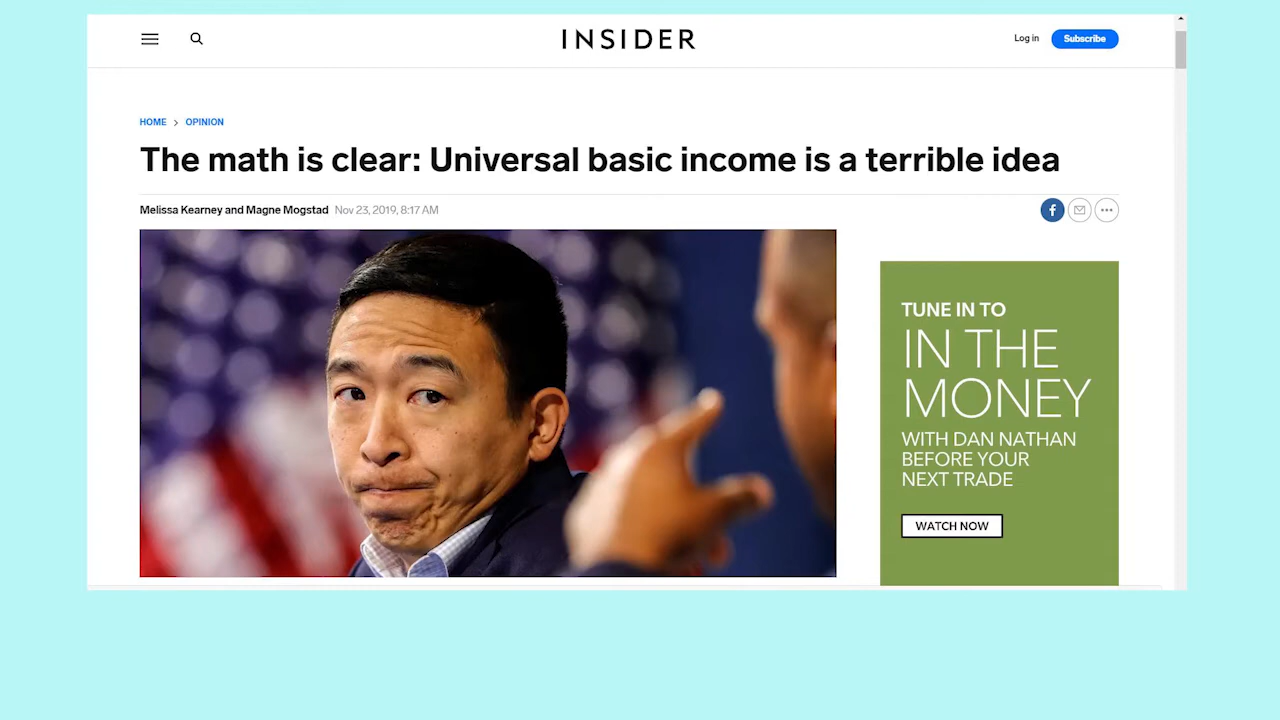 INSIDER
Log in
Subscribe
HOME > OPINION
The math is clear: Universal basic income is a terrible idea
Melissa Kearney and Magne Mogstad Nov 23, 2019, 8:17 AM
TUNE IN TO
IN THE
MONEY
WITH DAN NATHAN
BEFORE YOUR
NEXT TRADE
WATCH NOW